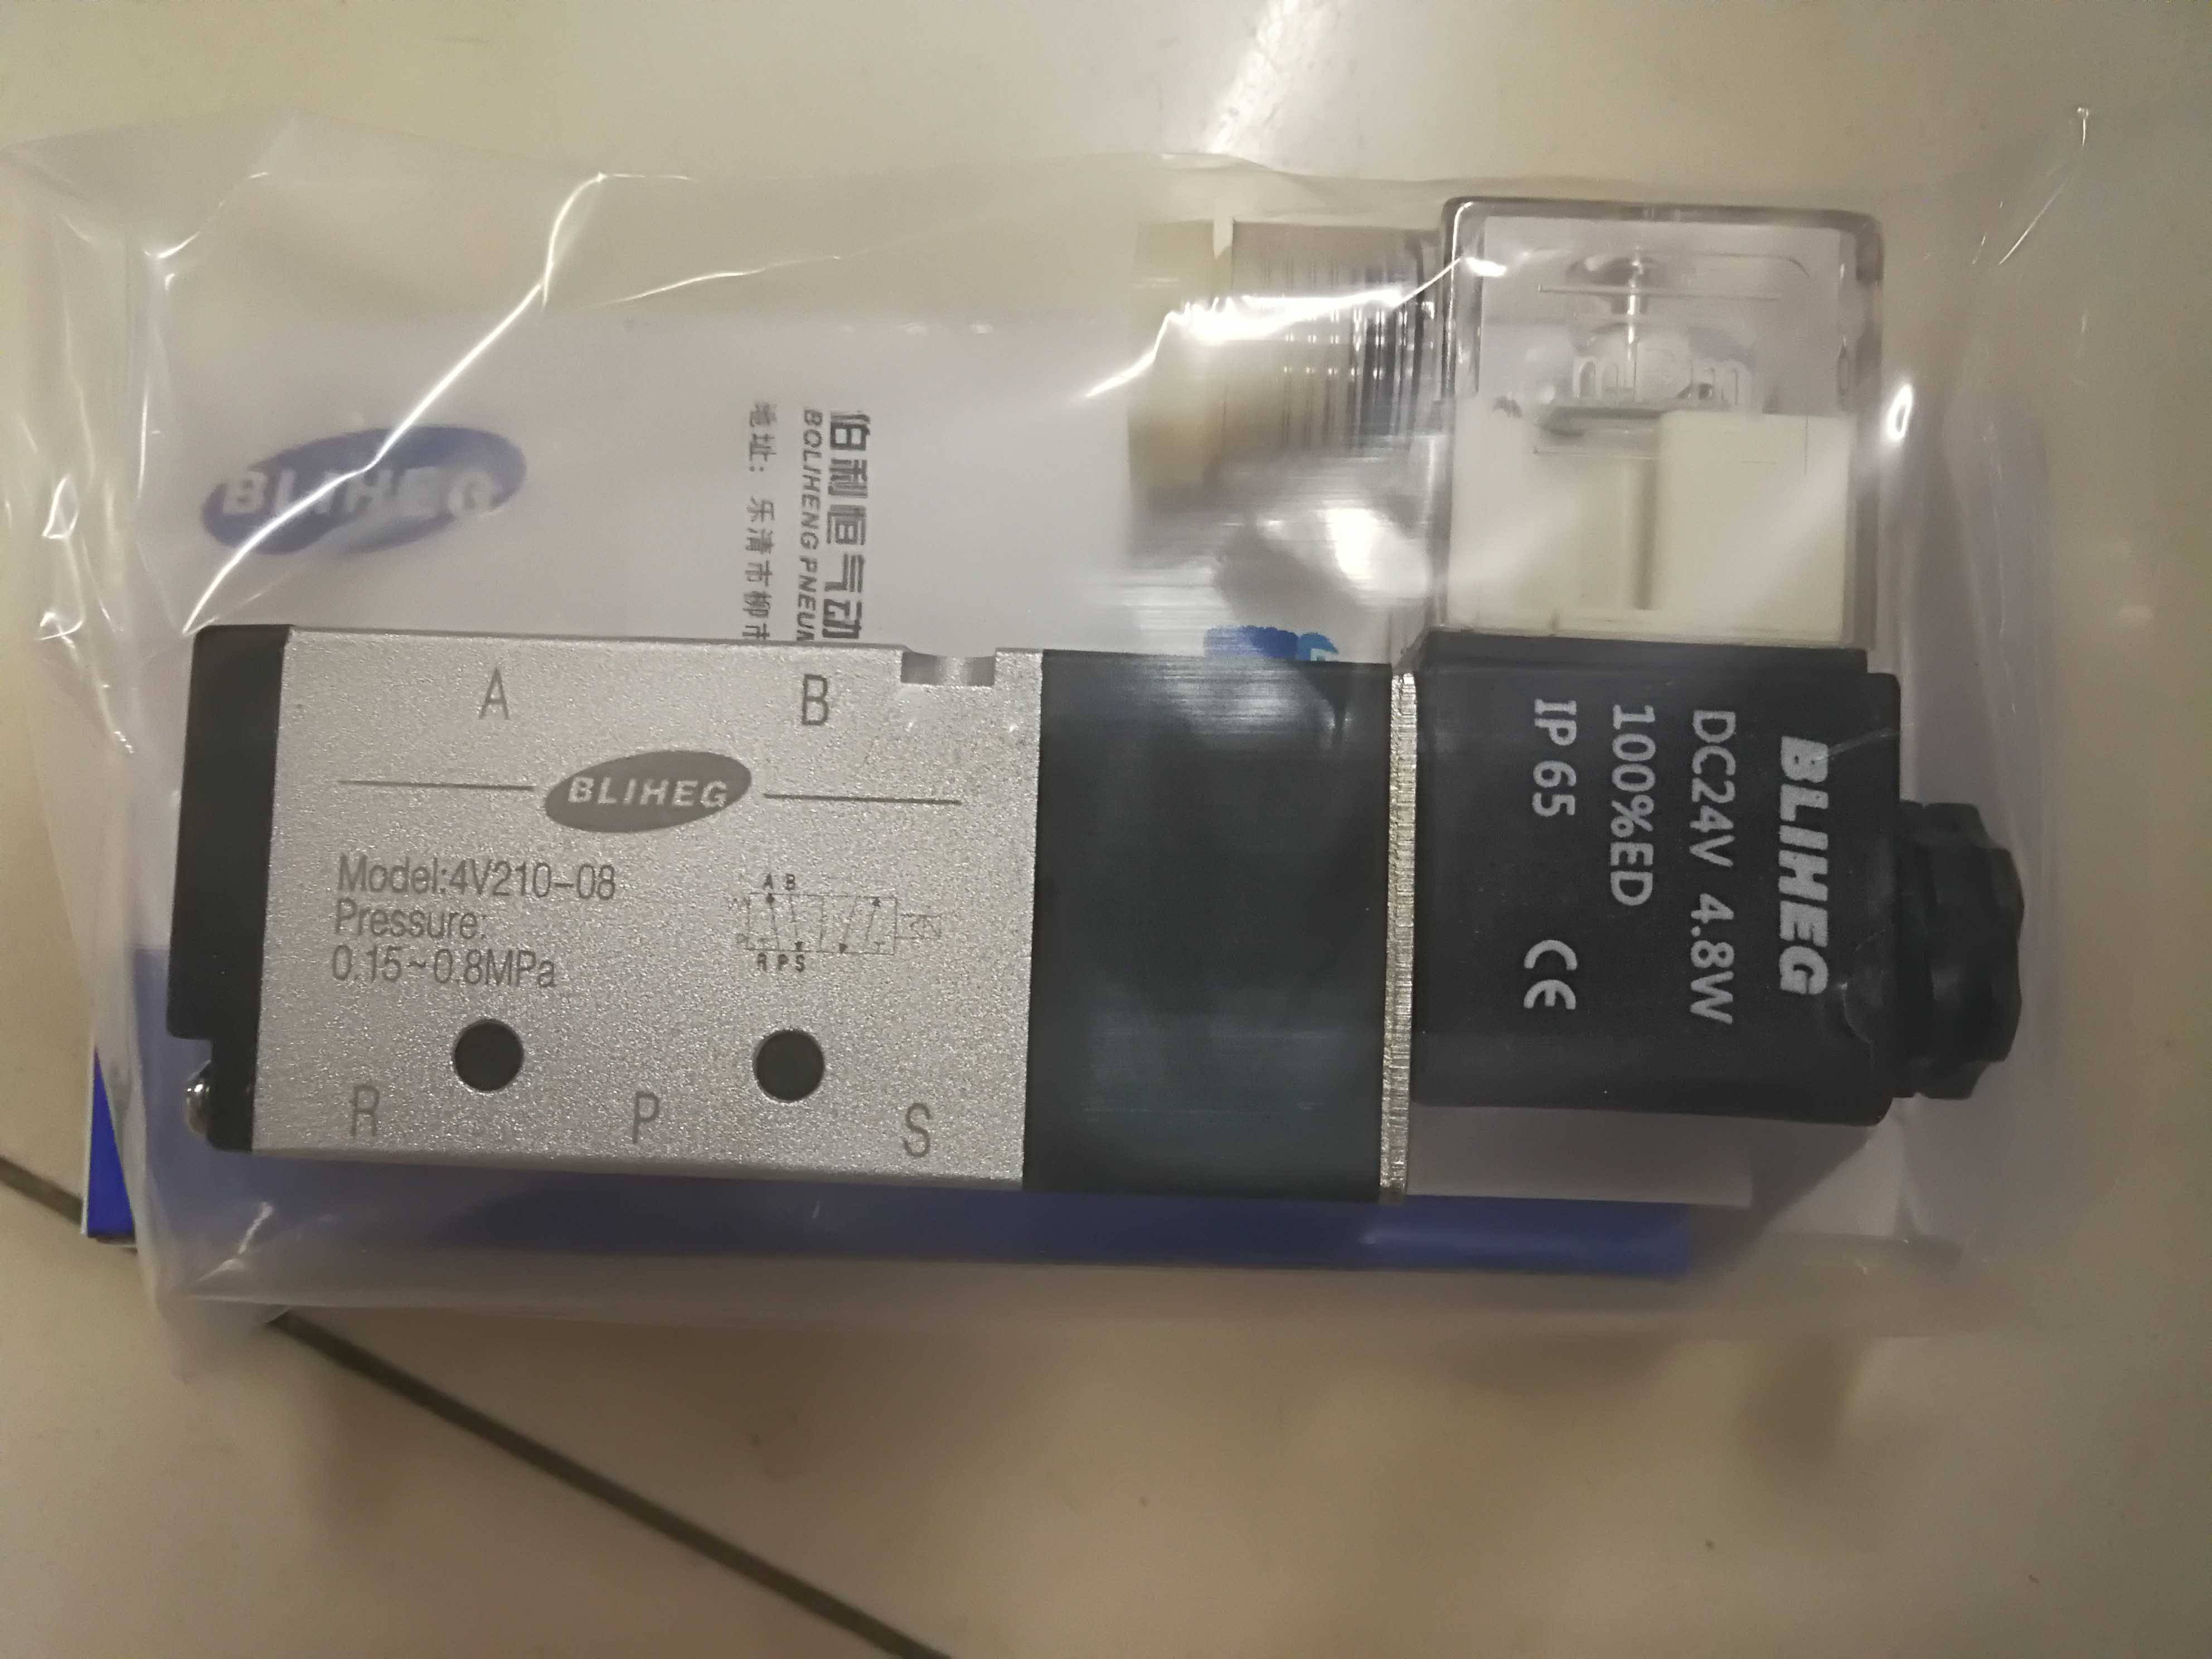 BLIHEG
伯利恒气动
BOLIHENG PNEUM
地址：乐清市柳市
A B
BLIHEG
Model:4V210-08
Pressure:
0.15~0.8MPa
A B
R P S
R P S
BLIHEG
DC24V 4.8W
100%ED
IP 65 CE